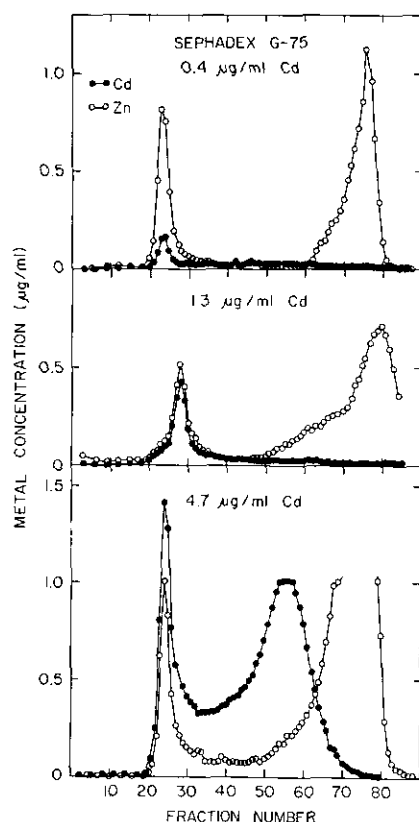 SEPHADEX G-75
0.4 µg/ml Cd
Cd
Zn
1.0
0.5
0
1.3 µg/ml Cd
0.5
0
METAL CONCENTRATION (µg/ml)
4.7 µg/ml Cd
1.5
1.0
0.5
0
10 20 30 40 50 60 70 80
FRACTION NUMBER